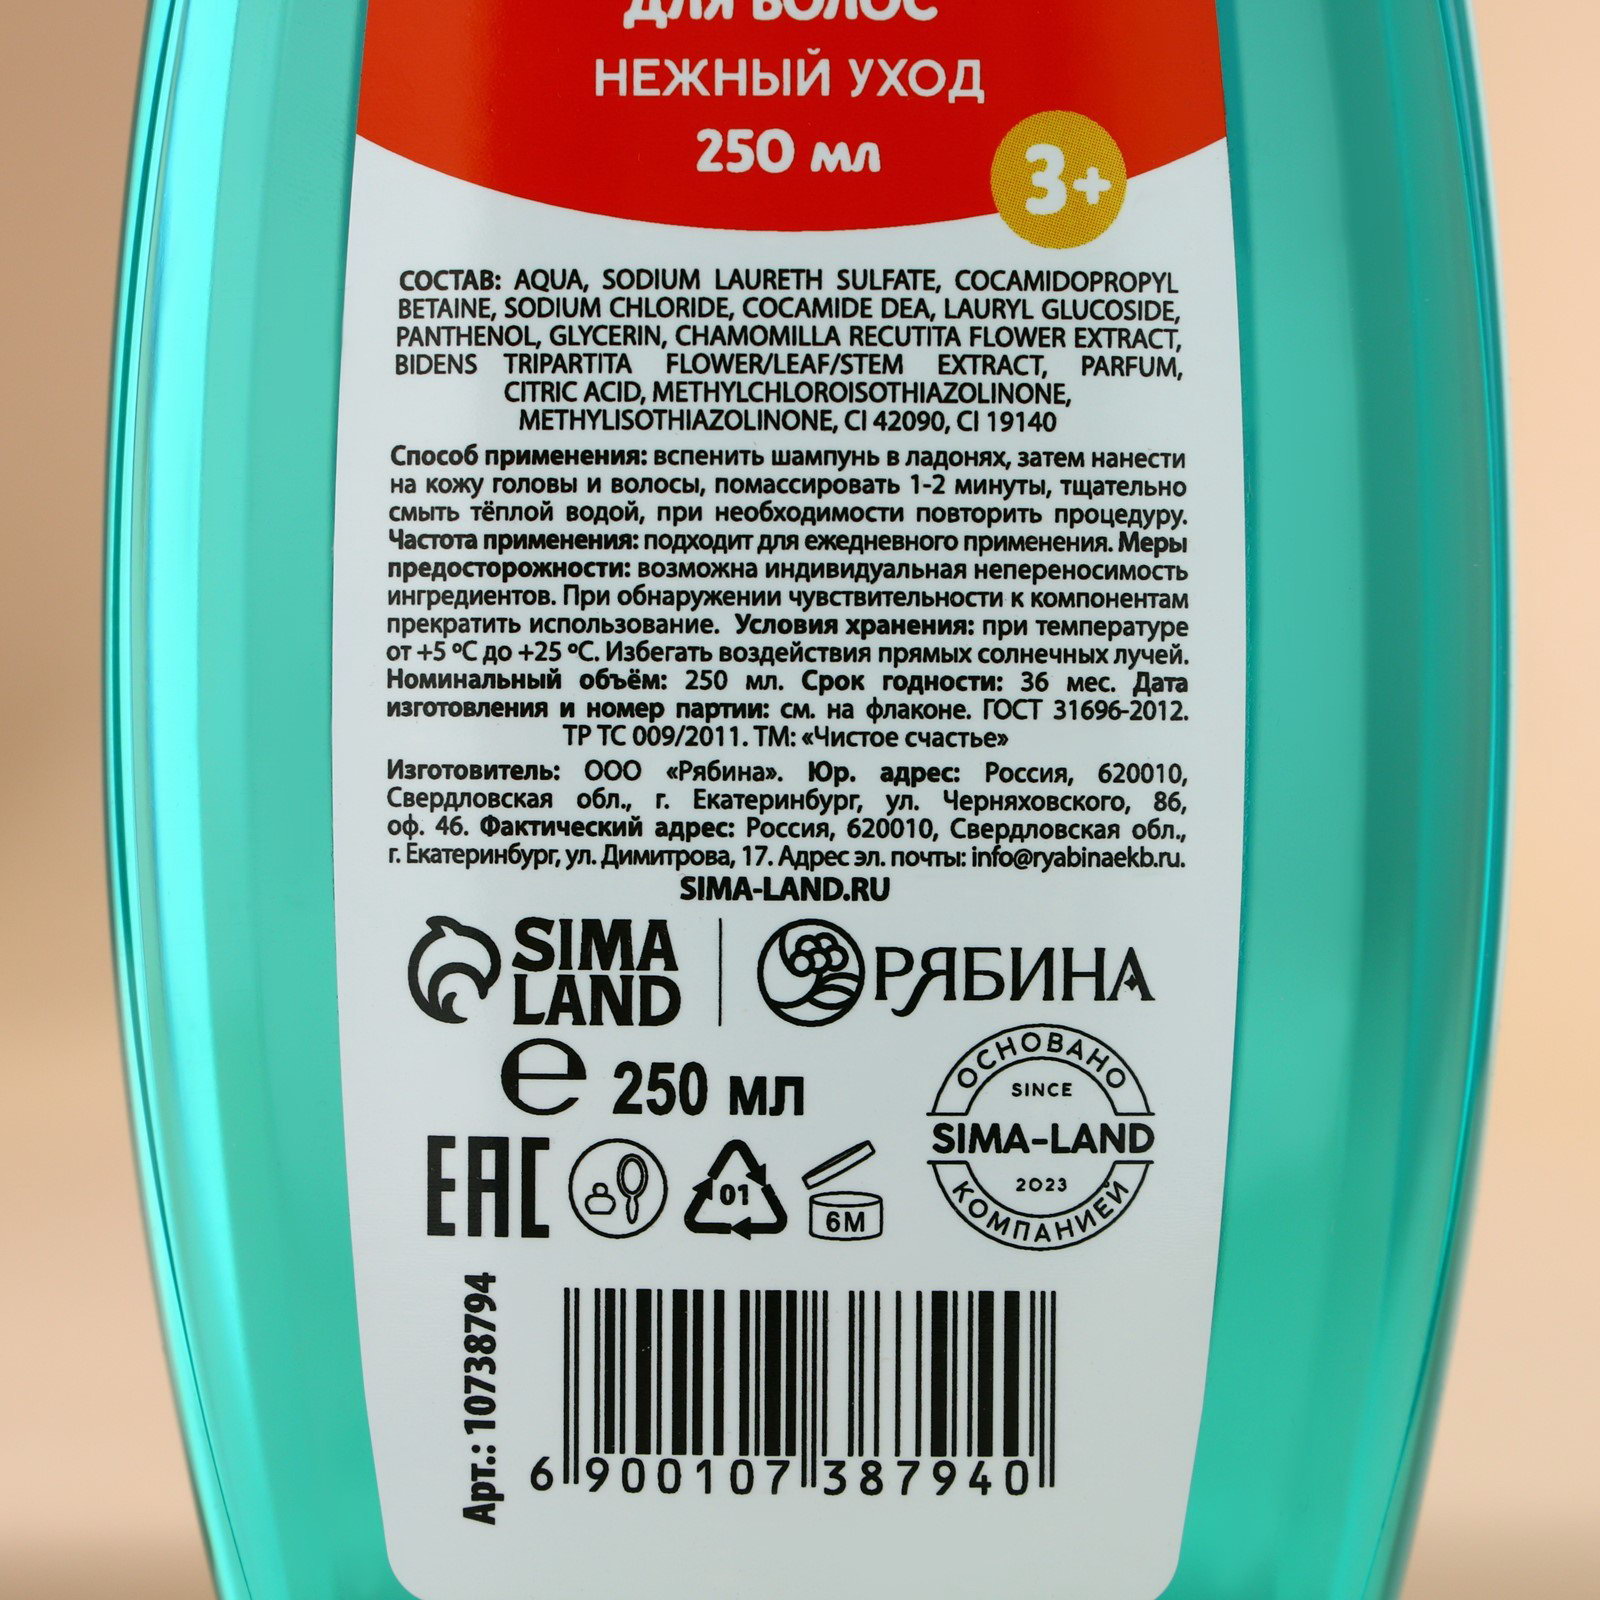 ДЛЯ ВОЛОС
НЕЖНЫЙ УХОД
250 мл
3+
СОСТАВ: AQUA, SODIUM LAURETH SULFATE, COCAMIDOPROPYL
BETAINE, SODIUM CHLORIDE, COCAMIDE DEA, LAURYL GLUCOSIDE,
PANTHENOL, GLYCERIN, CHAMOMILLA RECUTITA FLOWER EXTRACT,
BIDENS TRIPARTITA FLOWER/LEAF/STEM EXTRACT, PARFUM,
CITRIC ACID, METHYLCHLOROISOTHIAZOLINONE,
METHYLISOTHIAZOLINONE, CI 42090, CI 19140
Способ применения: вспенить шампунь в ладонях, затем нанести
на кожу головы и волосы, помассировать 1-2 минуты, тщательно
смыть тёплой водой, при необходимости повторить процедуру.
Частота применения: подходит для ежедневного применения. Меры
предосторожности: возможна индивидуальная непереносимость
ингредиентов. При обнаружении чувствительности к компонентам
прекратить использование. Условия хранения: при температуре
от +5 ºС до +25 ºС. Избегать воздействия прямых солнечных лучей.
Номинальный объём: 250 мл. Срок годности: 36 мес. Дата
изготовления и номер партии: см. на флаконе. ГОСТ 31696-2012.
ТР ТС 009/2011. ТМ: «Чистое счастье»
Изготовитель: ООО «Рябина». Юр. адрес: Россия, 620010,
Свердловская обл., г. Екатеринбург, ул. Черняховского, 86,
оф. 46. Фактический адрес: Россия, 620010, Свердловская обл.,
г. Екатеринбург, ул. Димитрова, 17. Адрес эл. почты: info@ryabinaekb.ru.
SIMA-LAND.RU
SIMA
LAND
РЯБИНА
e 250 мл
ОСНОВАНО
SINCE
SIMA-LAND
2023
КОМПАНИЕЙ
EAC
01
6M
Арт.: 10738794
6 900107 387940